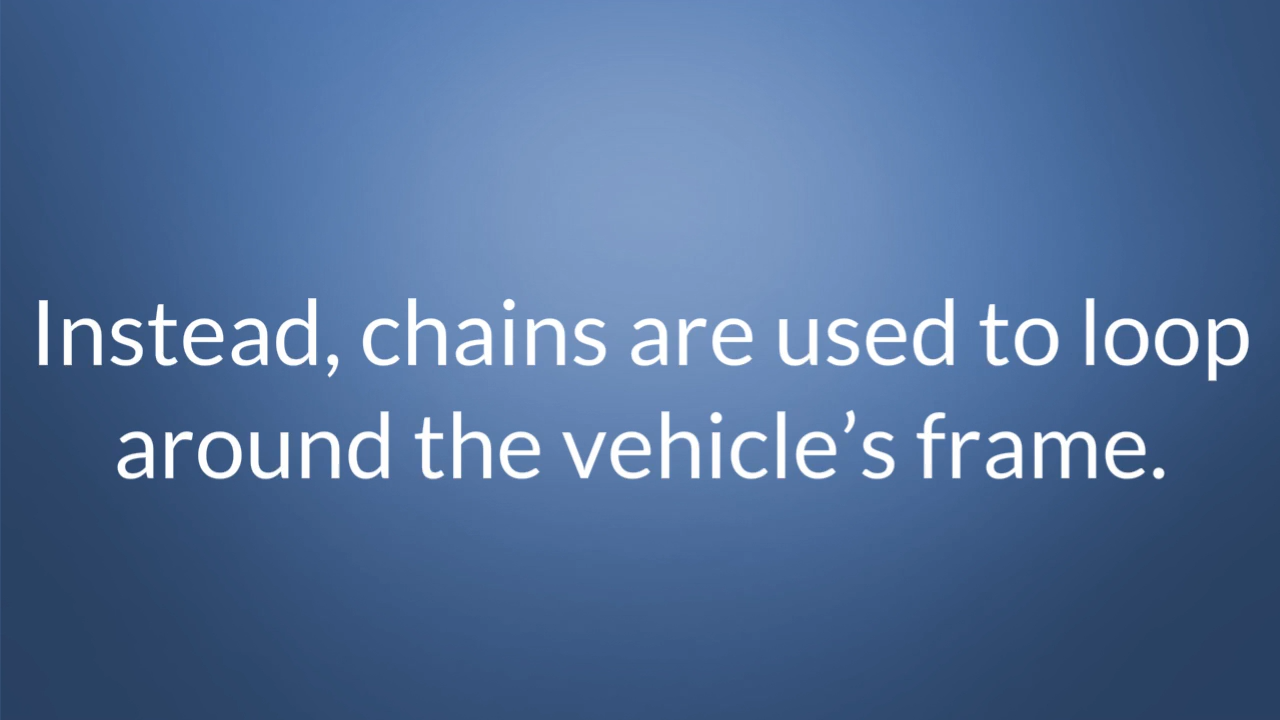 Instead, chains are used to loop
around the vehicle’s frame.